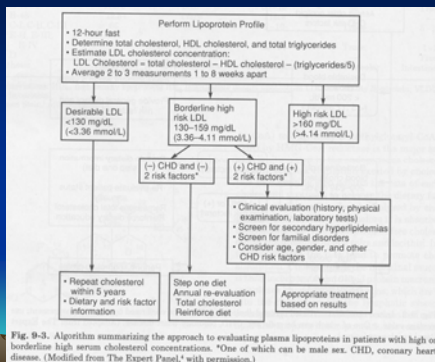 Perform Lipoprotein Profile
• 12-hour fast
• Determine total cholesterol, HDL cholesterol, and total triglycerides
• Estimate LDL cholesterol concentration:
LDL Cholesterol = total cholesterol – HDL cholesterol – (triglycerides/5)
• Average 2 to 3 measurements 1 to 8 weeks apart
Desirable LDL
<130 mg/dL
(<3.36 mmol/L)
Borderline high
risk LDL
130–159 mg/dL
(3.36–4.11 mmol/L)
High risk LDL
>160 mg/DL
(>4.14 mmol/L)
(–) CHD and (–)
2 risk factors*
(+) CHD and (+)
2 risk factors*
• Clinical evaluation (history, physical
examination, laboratory tests)
• Screen for secondary hyperlipidemias
• Screen for familial disorders
• Consider age, gender, and other
CHD risk factors
• Repeat cholesterol
within 5 years
• Dietary and risk factor
information
Step one diet
Annual re-evaluation
Total cholesterol
Reinforce diet
Appropriate treatment
based on results
Fig. 9–3. Algorithm summarizing the approach to evaluating plasma lipoproteins in patients with high or
borderline high serum cholesterol concentrations. *One of which can be male sex. CHD, coronary heart
disease. (Modified from The Expert Panel,⁴ with permission.)